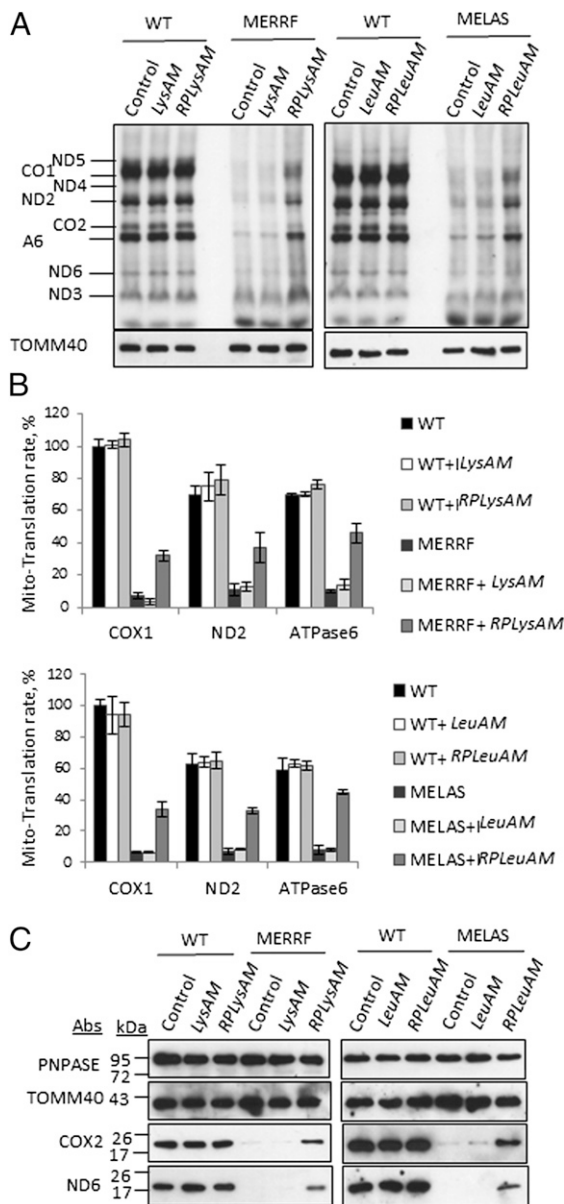 A
WT MERRF WT MELAS
Control LysAM RPLysAM Control LysAM RPLysAM Control LeuAM RPLeuAM Control LeuAM RPLeuAM
ND5
CO1
ND4
ND2
CO2
A6
ND6
ND3
TOMM40
B
Mito-Translation rate, %
120
100
80
60
40
20
0
COX1 ND2 ATPase6
WT
WT+lLysAM
WT+lRPLysAM
MERRF
MERRF+ LysAM
MERRF+ RPLysAM
Mito-Translation rate, %
120
100
80
60
40
20
0
COX1 ND2 ATPase6
WT
WT+ LeuAM
WT+ RPLeuAM
MELAS
MELAS+lLeuAM
MELAS+lRPLeuAM
C
WT MERRF WT MELAS
Control LysAM RPLysAM Control LysAM RPLysAM Control LeuAM RPLeuAM Control LeuAM RPLeuAM
Abs kDa
PNPASE 95
72
TOMM40 43
COX2 26
17
ND6 26
17